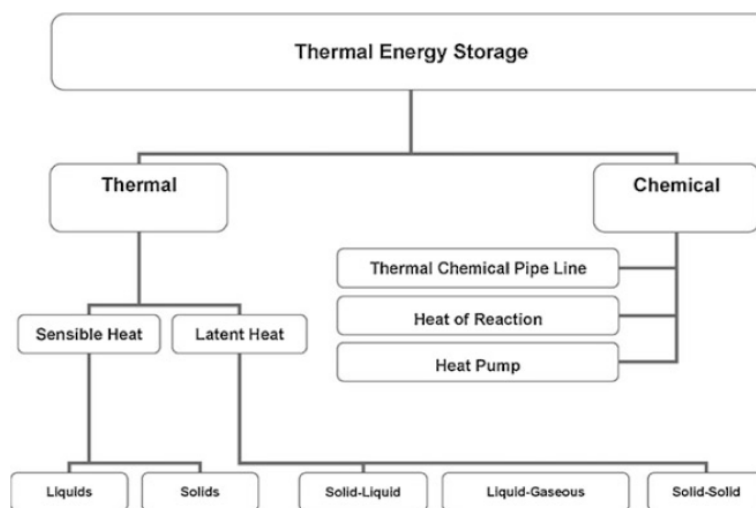 Thermal Energy Storage
Thermal
Chemical
Thermal Chemical Pipe Line
Heat of Reaction
Heat Pump
Sensible Heat
Latent Heat
Liquids
Solids
Solid-Liquid
Liquid-Gaseous
Solid-Solid